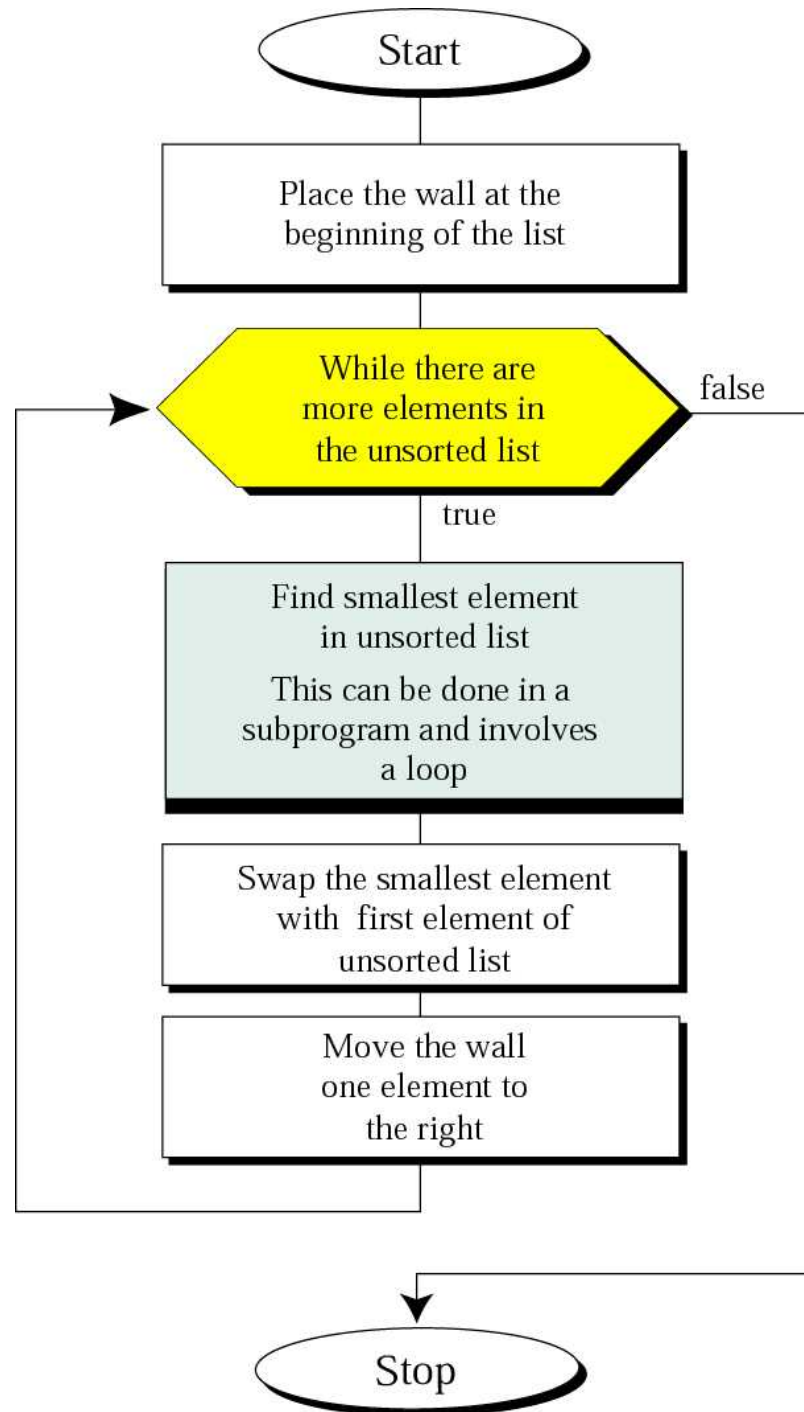 Start
Place the wall at the
beginning of the list
While there are
more elements in
the unsorted list
false
true
Find smallest element
in unsorted list
This can be done in a
subprogram and involves
a loop
Swap the smallest element
with first element of
unsorted list
Move the wall
one element to
the right
Stop